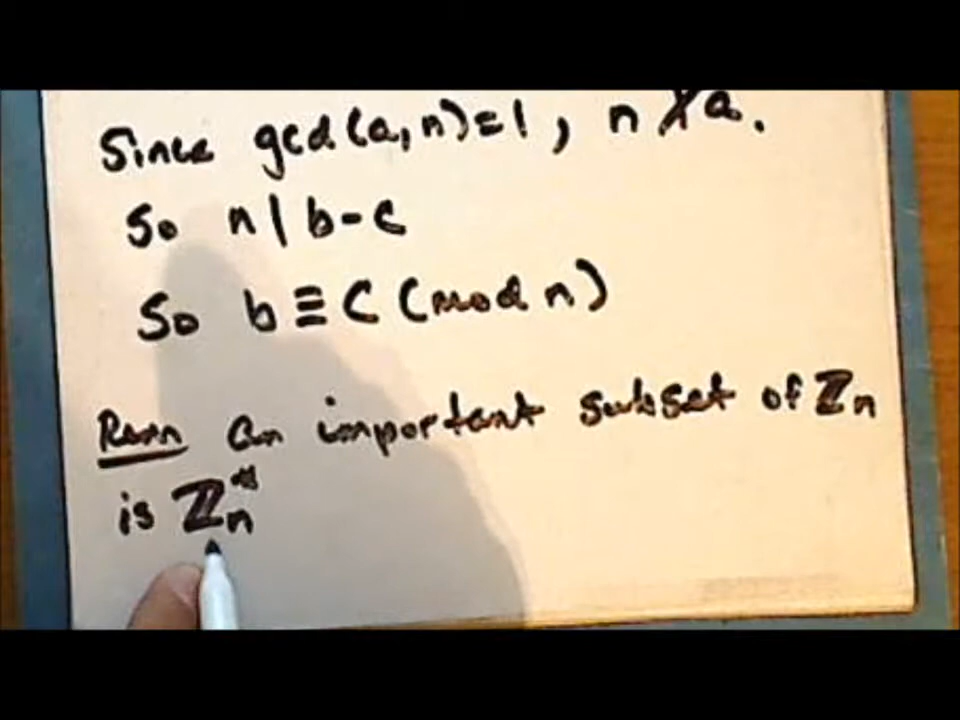 Since gcd(a,n)=1, n∤a.
So n | b-c
So b ≡ c (mod n)
Rem an important subset of ℤn
is ℤn*